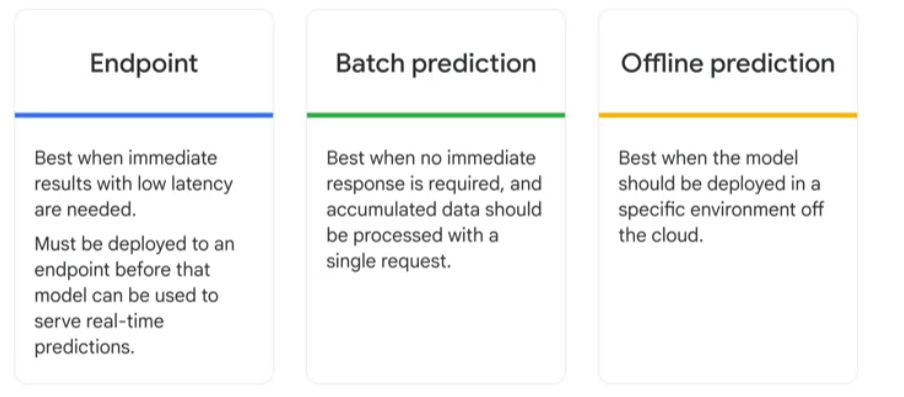 Endpoint
Best when immediate
results with low latency
are needed.
Must be deployed to an
endpoint before that
model can be used to
serve real-time
predictions.
Batch prediction
Best when no immediate
response is required, and
accumulated data should
be processed with a
single request.
Offline prediction
Best when the model
should be deployed in a
specific environment off
the cloud.